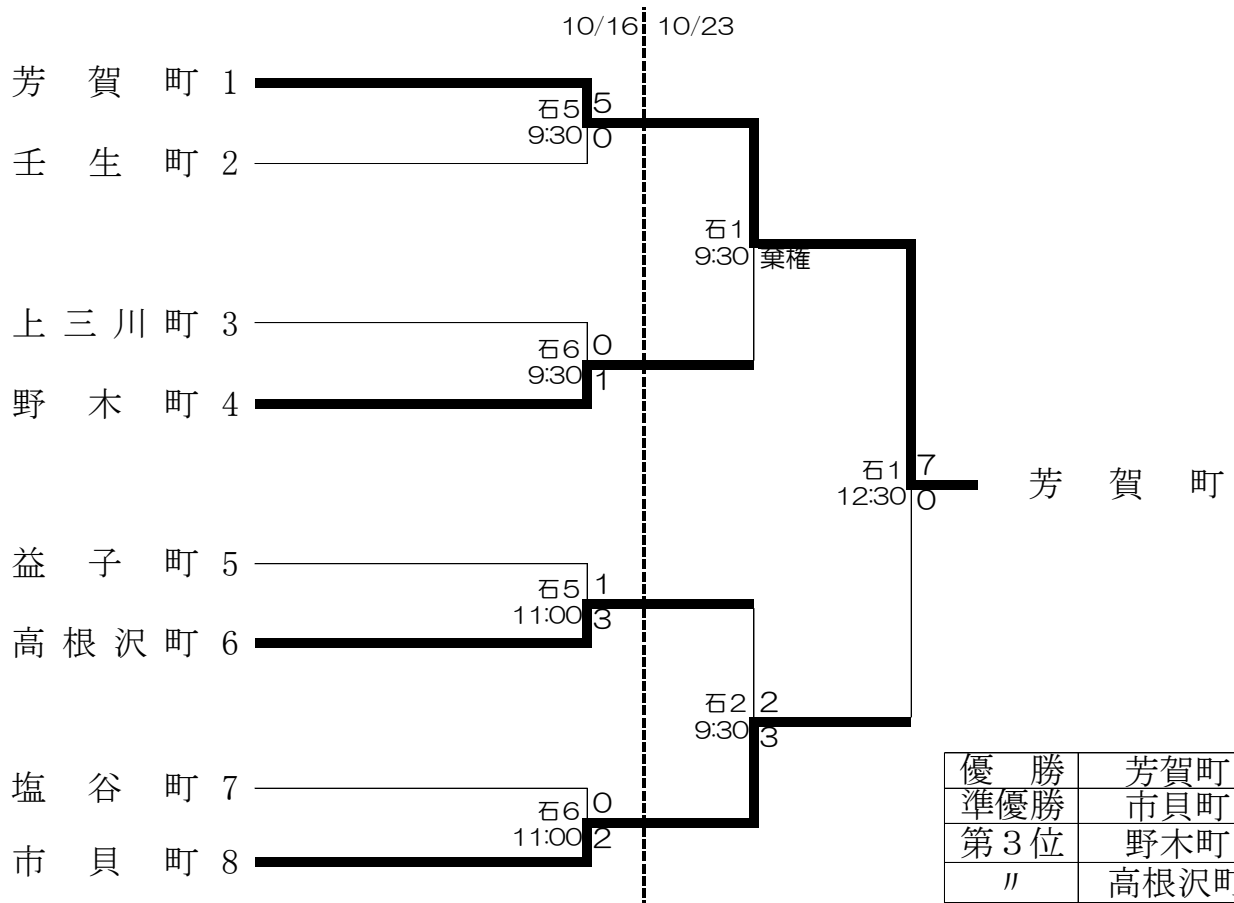 10/16 10/23
芳賀町 1
石5 5
9:30 0
壬生町 2
石1
9:30 棄権
上三川町 3
石6 0
9:30 1
野木町 4
石1 7
12:30 0
芳賀町
益子町 5
石5 1
11:00 3
高根沢町 6
石2 2
9:30 3
塩谷町 7
石6 0
11:00 2
市貝町 8
優勝 芳賀町
準優勝 市貝町
第3位 野木町
〃 高根沢町